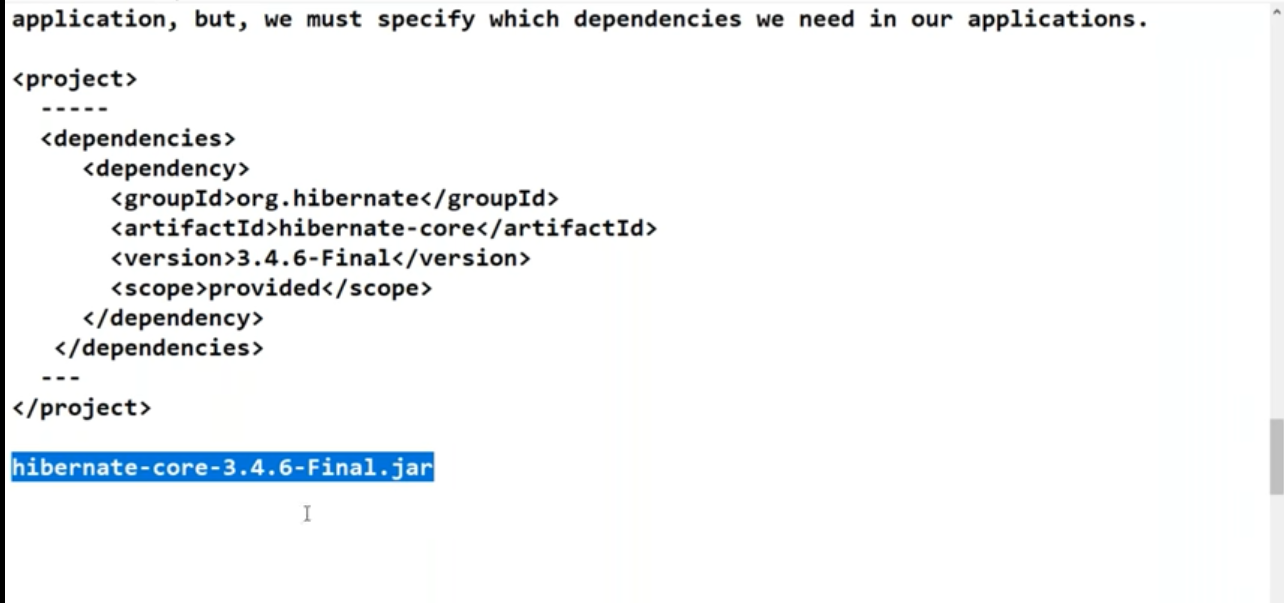 application, but, we must specify which dependencies we need in our applications.
<project>
-----
<dependencies>
<dependency>
<groupId>org.hibernate</groupId>
<artifactId>hibernate-core</artifactId>
<version>3.4.6-Final</version>
<scope>provided</scope>
</dependency>
</dependencies>
---
</project>
hibernate-core-3.4.6-Final.jar